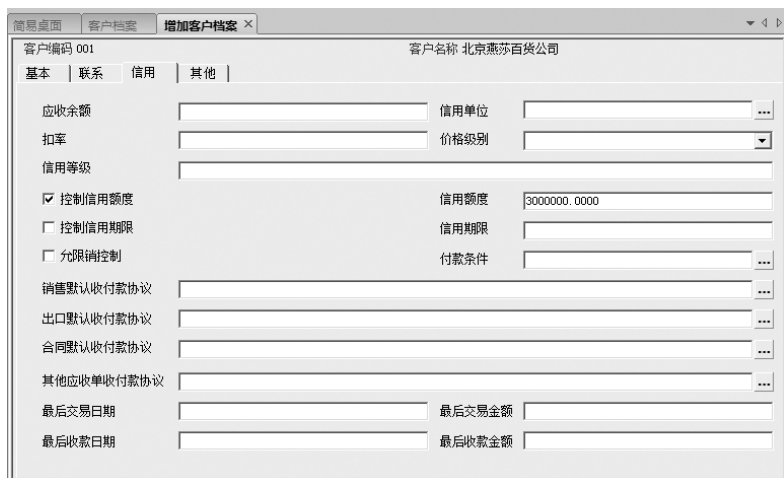 简易桌面 客户档案 增加客户档案
客户编码 001 客户名称 北京燕莎百货公司
基本 联系 信用 其他
应收余额 信用单位 ...
扣率 价格级别
信用等级
控制信用额度 信用额度 3000000.0000
控制信用期限 信用期限
允限销控制 付款条件 ...
销售默认收付款协议 ...
出口默认收付款协议 ...
合同默认收付款协议 ...
其他应收单收付款协议 ...
最后交易日期 最后交易金额
最后收款日期 最后收款金额